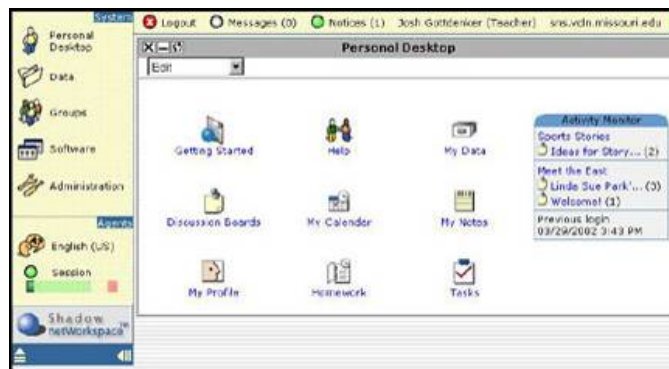 System
Logout Messages (0) Notices (1) Josh Gottdenker (Teacher) sns.vdn.missouri.edu
Personal Desktop
Personal Desktop
Edit
Data
Groups
Software
Administration
Getting Started Help My Data
Discussion Boards My Calendar My Notes
My Profile Homework Tasks
Activity Monitor
Sports Stories
Ideas for Story... (2)
Meet the East
Linda Sue Park'...
Welcome! (1)
Previous login
03/29/2002 3:43 PM
Agents
English (US)
Session
Shadow
netWorkspace